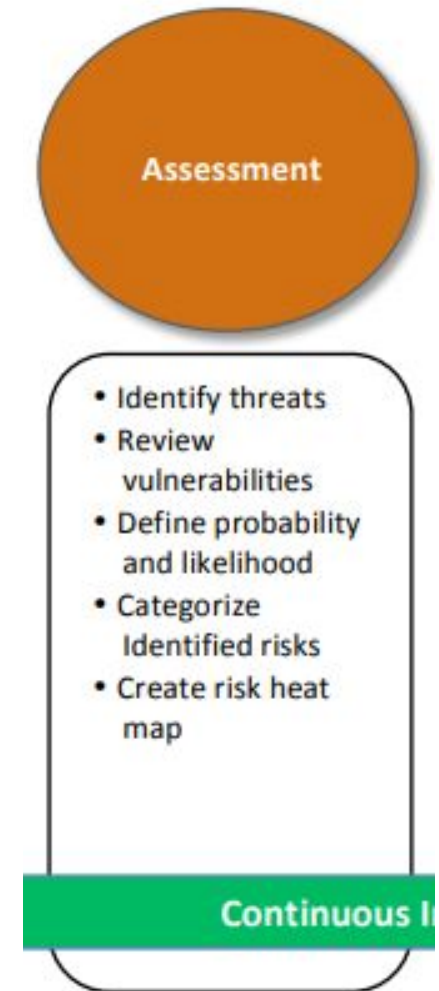 Assessment
• Identify threats
• Review
vulnerabilities
• Define probability
and likelihood
• Categorize
Identified risks
• Create risk heat
map
Continuous